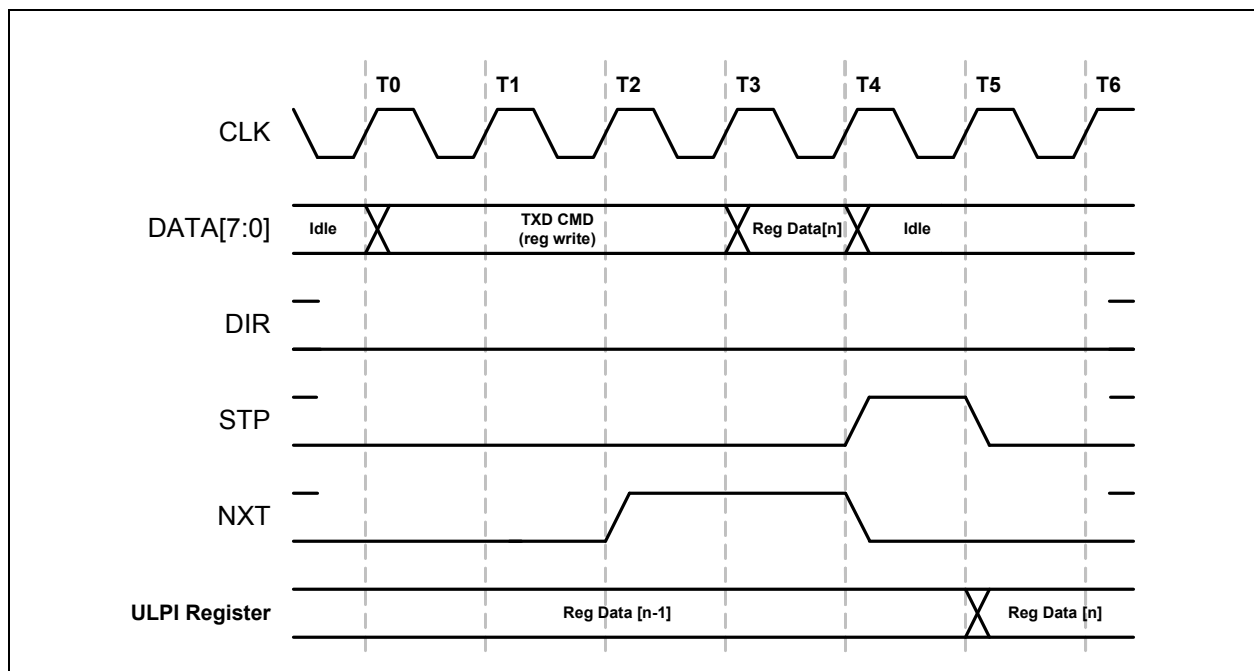 T0 T1 T2 T3 T4 T5 T6
CLK
DATA[7:0] Idle TXD CMD Reg Data[n] Idle
(reg write)
DIR
STP
NXT
ULPI Register Reg Data [n-1] Reg Data [n]